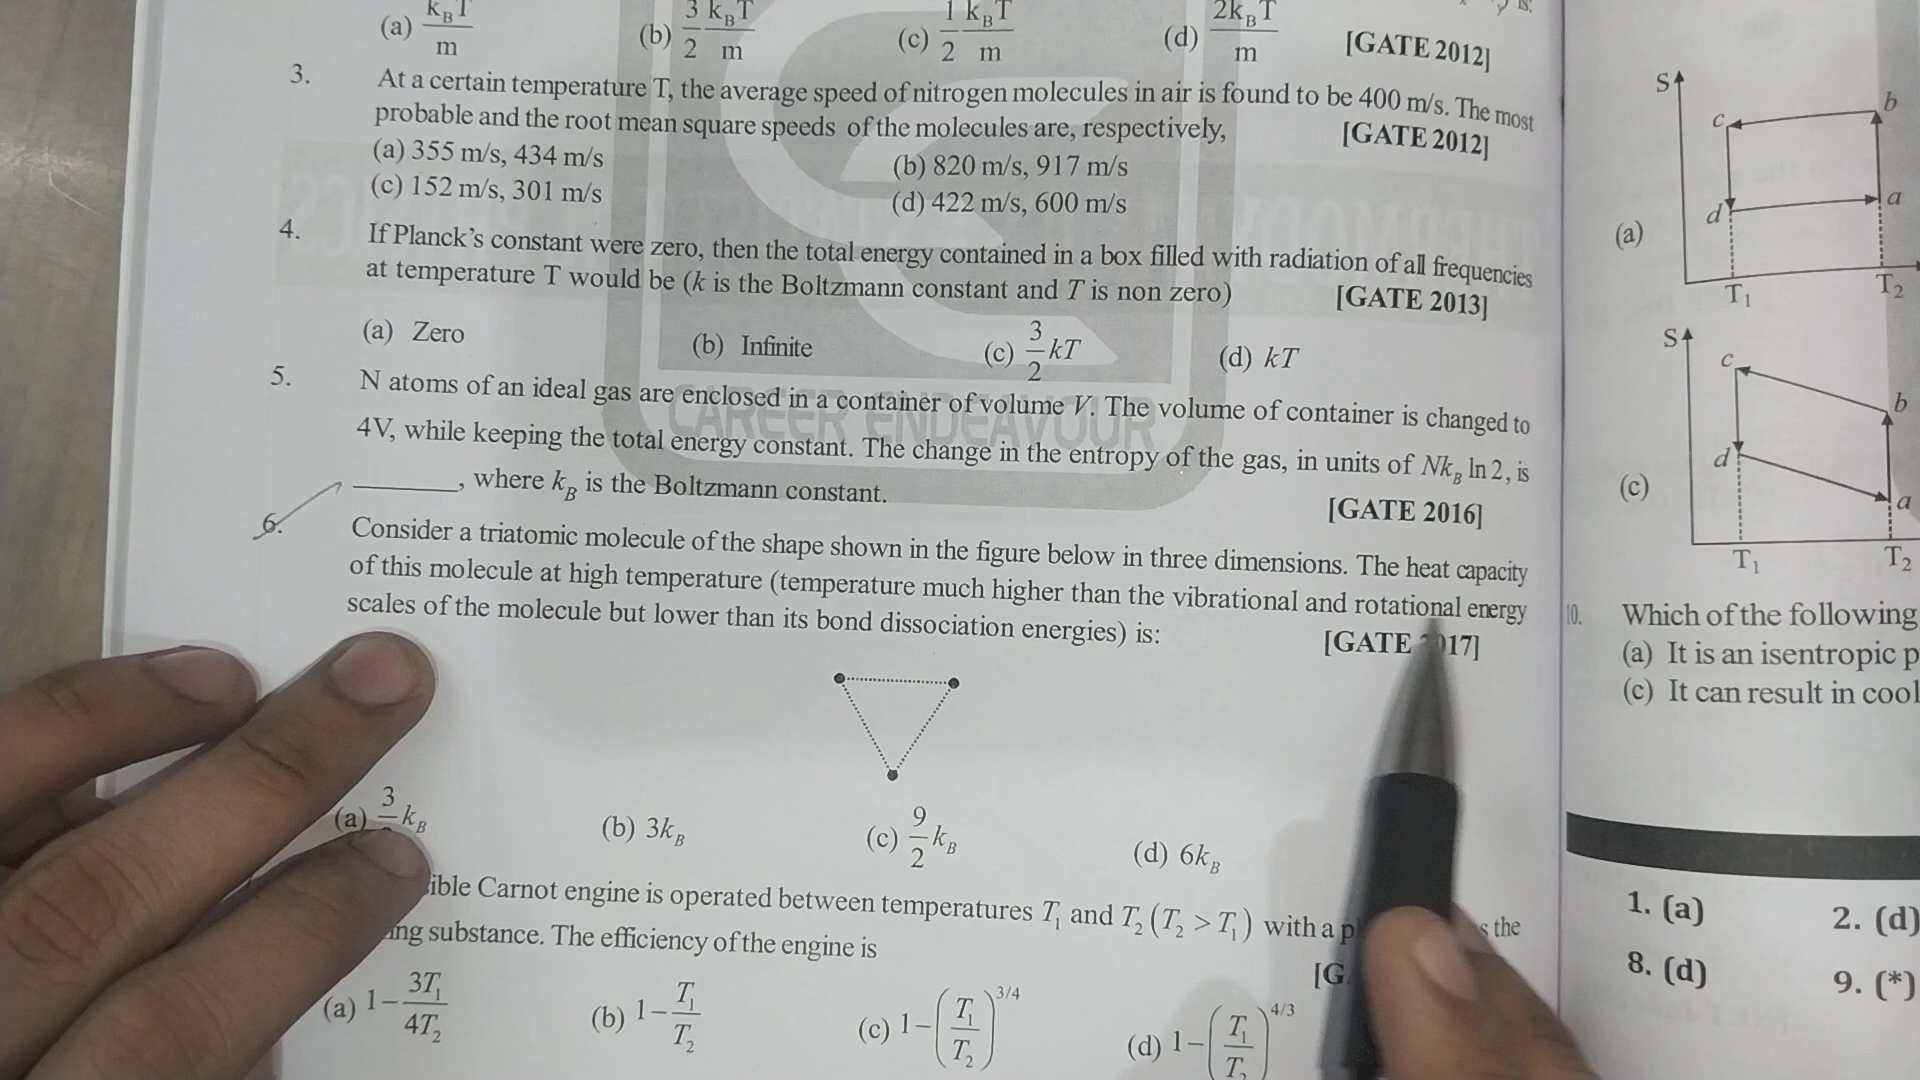 (a) k_B T / m (b) 3/2 k_B T / m (c) 1/2 k_B T / m (d) 2k_B T / m [GATE 2012]
3. At a certain temperature T, the average speed of nitrogen molecules in air is found to be 400 m/s. The most
probable and the root mean square speeds of the molecules are, respectively, [GATE 2012]
(a) 355 m/s, 434 m/s (b) 820 m/s, 917 m/s
(c) 152 m/s, 301 m/s (d) 422 m/s, 600 m/s
4. If Planck's constant were zero, then the total energy contained in a box filled with radiation of all frequencies
at temperature T would be (k is the Boltzmann constant and T is non zero) [GATE 2013]
(a) Zero (b) Infinite (c) 3/2 kT (d) kT
5. N atoms of an ideal gas are enclosed in a container of volume V. The volume of container is changed to
4V, while keeping the total energy constant. The change in the entropy of the gas, in units of Nk_B ln 2, is
_______, where k_B is the Boltzmann constant. [GATE 2016]
CAREER ENDEAVOUR
6. Consider a triatomic molecule of the shape shown in the figure below in three dimensions. The heat capacity
of this molecule at high temperature (temperature much higher than the vibrational and rotational energy
scales of the molecule but lower than its bond dissociation energies) is: [GATE 2017]
(a) 3/ k_B (b) 3k_B (c) 9/2 k_B (d) 6k_B
Carnot engine is operated between temperatures T₁ and T₂ (T₂ > T₁) with a the
substance. The efficiency of the engine is
(a) 1 − 3T₁/4T₂ (b) 1 − T₁/T₂ (c) 1 − (T₁/T₂)^3/4 (d) 1 − (T₁/T₂)^4/3
S
c b
d a
(a)
T₁ T₂
S
c
b
d
a
(c)
T₁ T₂
10. Which of the following
(a) It is an isentropic
(c) It can result in
1. (a) 2. (d)
8. (d) 9. (*)